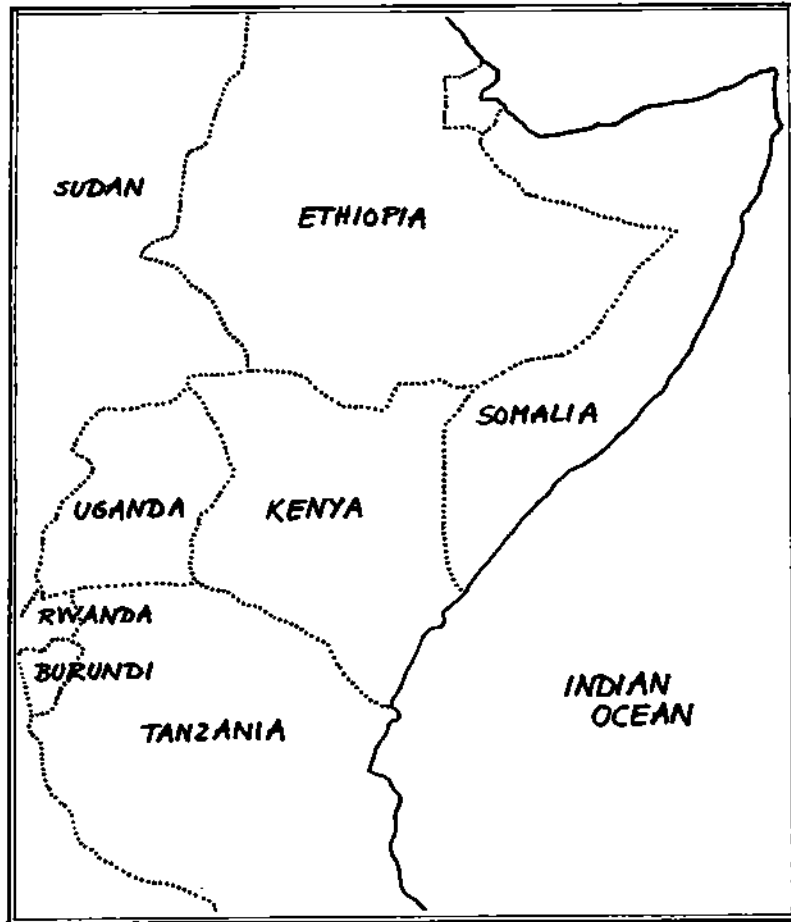 SUDAN
ETHIOPIA
SOMALIA
UGANDA
KENYA
RWANDA
BURUNDI
INDIAN
OCEAN
TANZANIA